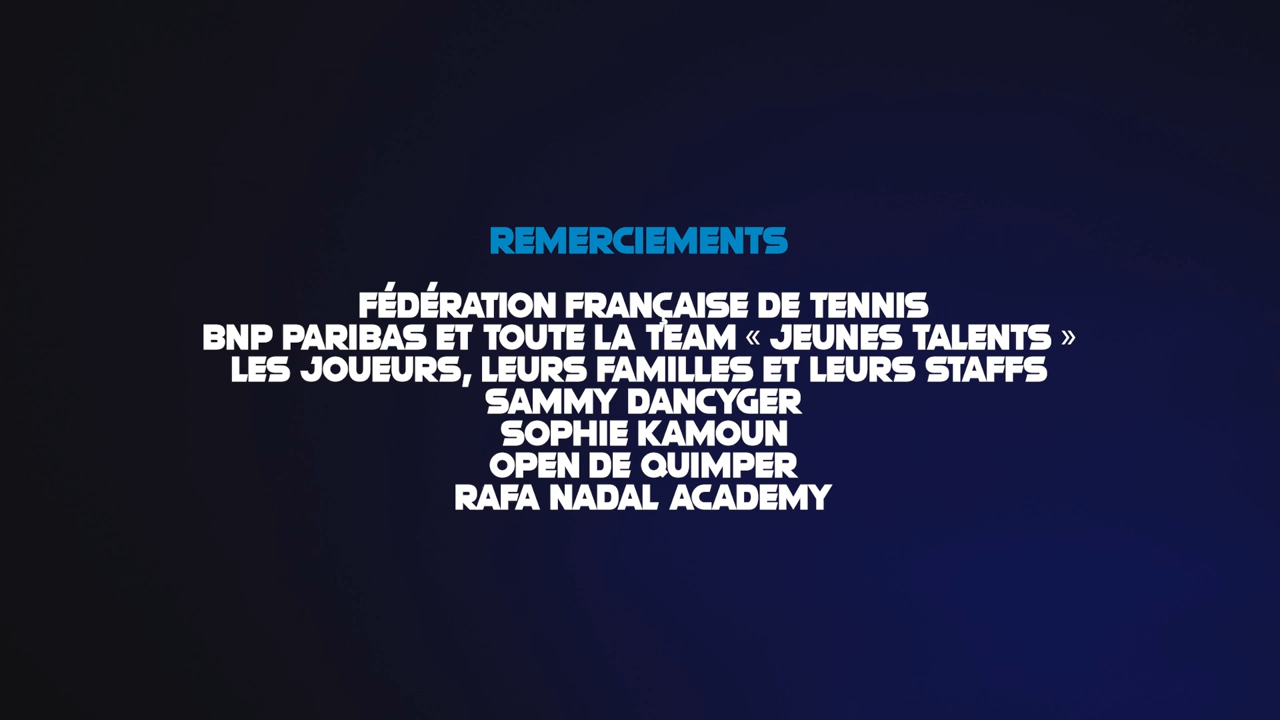 REMERCIEMENTS
FÉDÉRATION FRANÇAISE DE TENNIS
BNP PARIBAS ET TOUTE LA TEAM « JEUNES TALENTS »
LES JOUEURS, LEURS FAMILLES ET LEURS STAFFS
SAMMY DANCYGER
SOPHIE KAMOUN
OPEN DE QUIMPER
RAFA NADAL ACADEMY